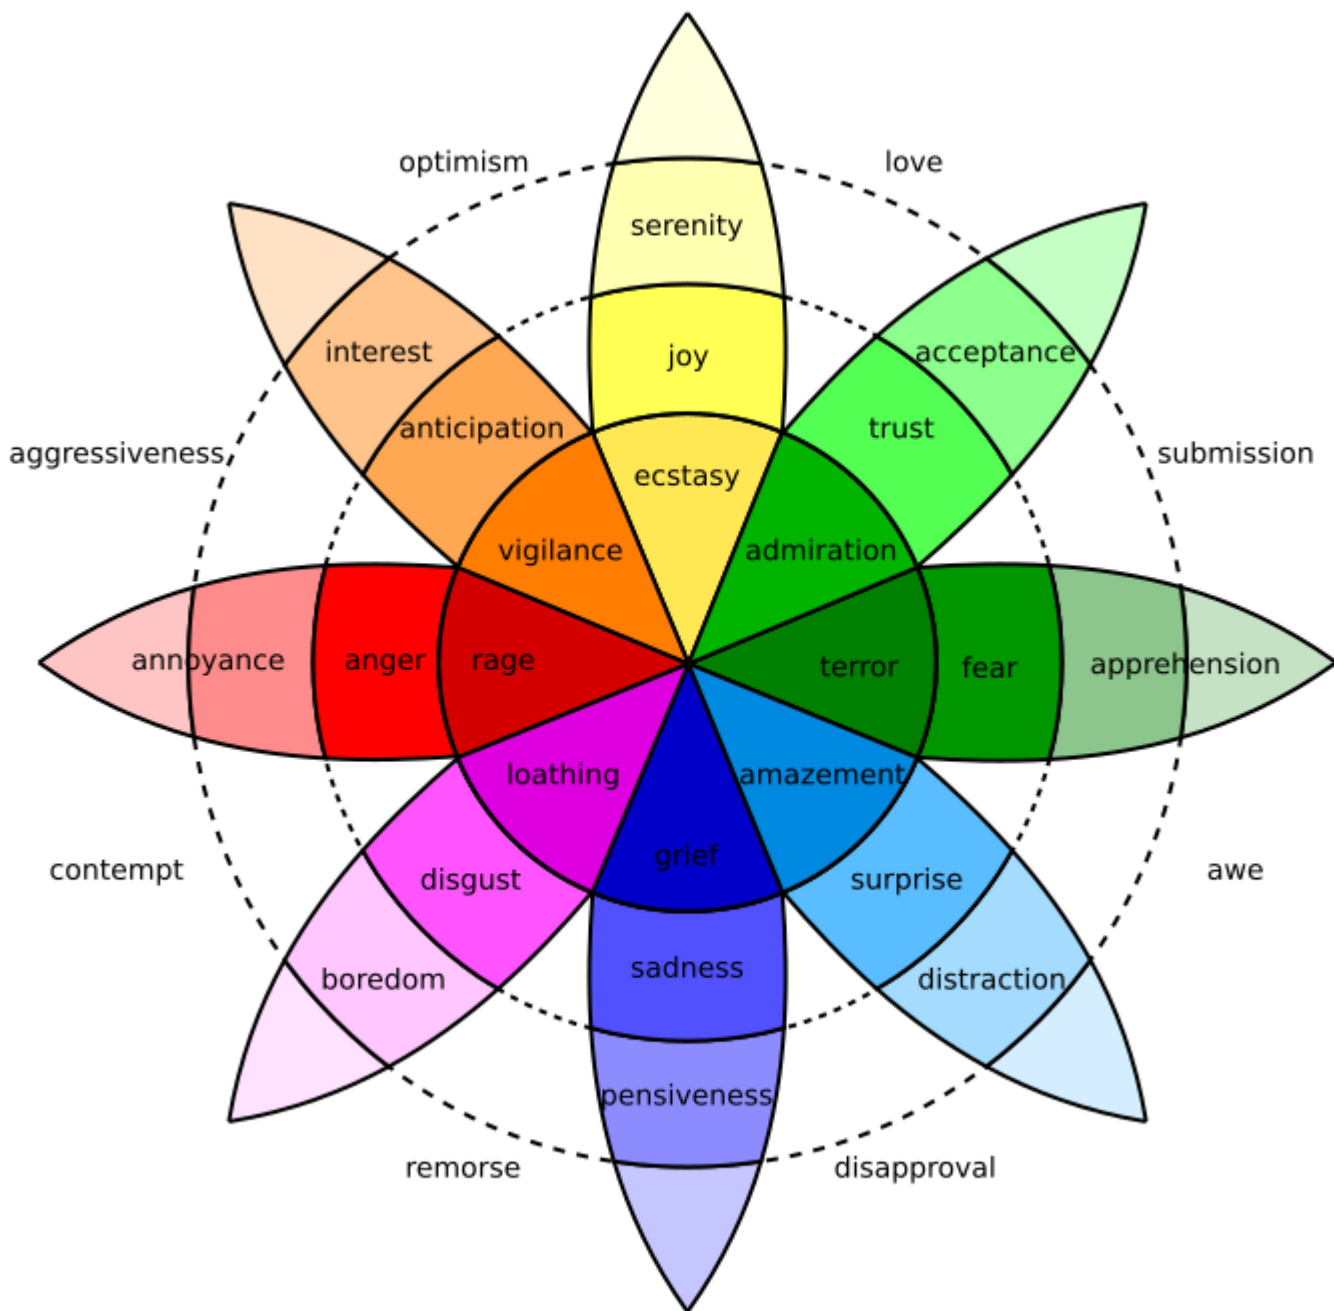 optimism
love
serenity
interest
joy
acceptance
anticipation
trust
aggressiveness
ecstasy
submission
vigilance
admiration
annoyance
anger
rage
terror
fear
apprehension
loathing
amazement
contempt
disgust
grief
surprise
awe
boredom
sadness
distraction
pensiveness
remorse
disapproval